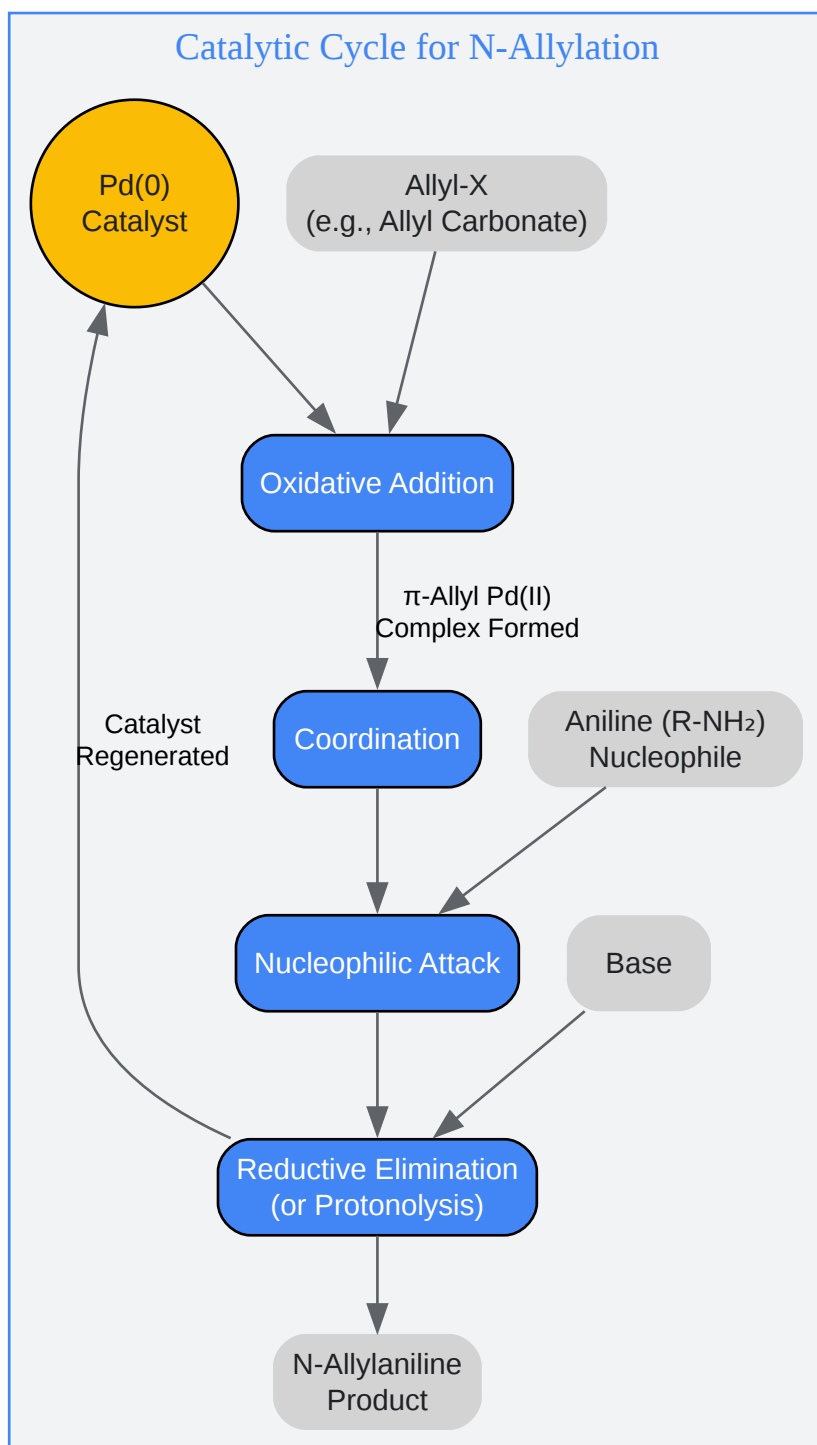 Catalytic Cycle for N-Allylation
Pd(0)
Catalyst
Allyl-X
(e.g., Allyl Carbonate)
Oxidative Addition
π-Allyl Pd(II)
Complex Formed
Coordination
Aniline (R-NH₂)
Nucleophile
Catalyst
Regenerated
Nucleophilic Attack
Base
Reductive Elimination
(or Protonolysis)
N-Allylaniline
Product